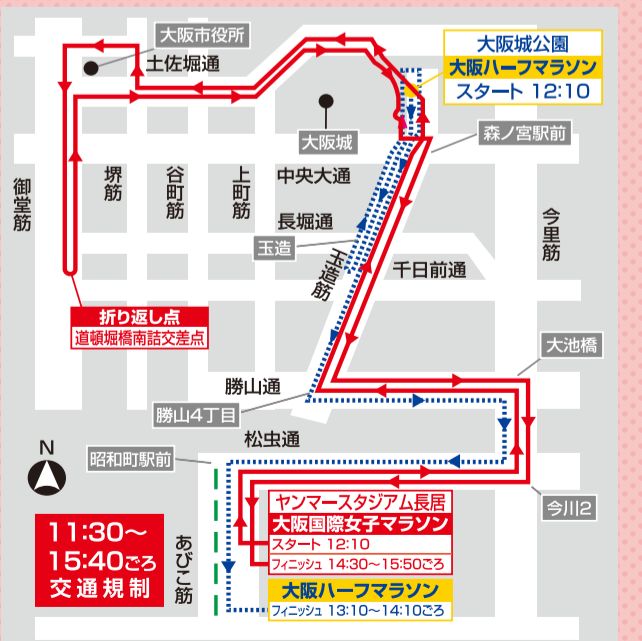 大阪市役所
土佐堀通
大阪城公園
大阪ハーフマラソン
スタート 12:10
大阪城
森ノ宮駅前
御堂筋
堺筋
谷町筋
上町筋
中央大通
長堀通
玉造
玉造筋
千日前通
今里筋
折り返し点
道頓堀橋南詰交差点
大池橋
勝山通
勝山4丁目
松虫通
昭和町駅前
N
今川2
ヤンマースタジアム長居
大阪国際女子マラソン
スタート 12:10
フィニッシュ 14:30〜15:50ごろ
大阪ハーフマラソン
フィニッシュ 13:10〜14:10ごろ
あびこ筋
11:30〜
15:40ごろ
交通規制